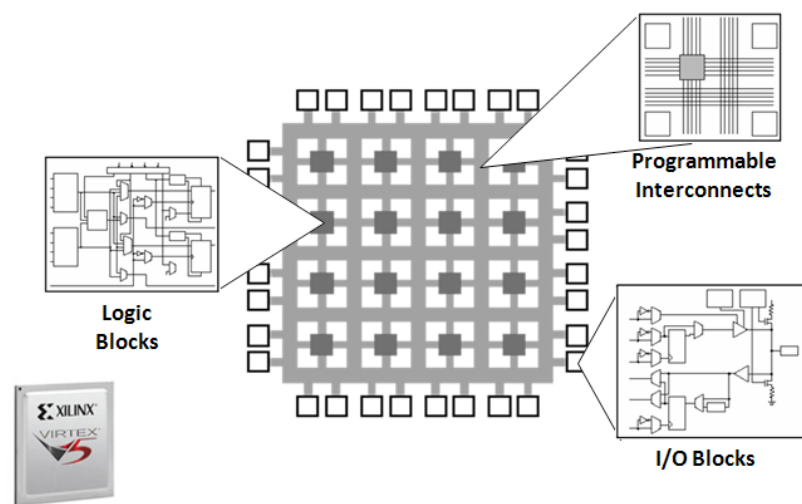 Programmable
Interconnects
Logic
Blocks
XILINX
VIRTEX
5
I/O Blocks